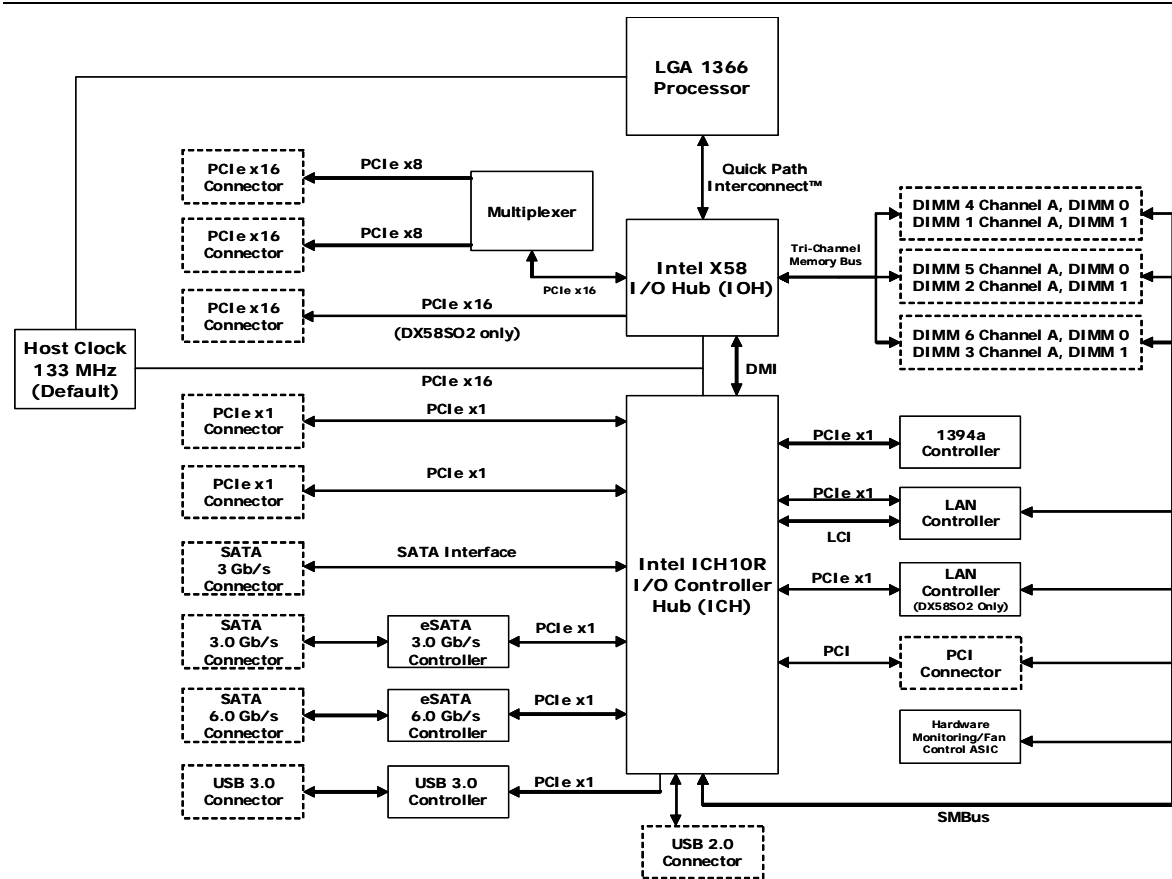 LGA 1366
Processor
PCIe x16
Connector
PCIe x8
Multiplexer
Quick Path
Interconnect™
PCIe x16
Connector
PCIe x8
PCIe x16
Intel X58
I/O Hub (IOH)
Tri-Channel
Memory Bus
DIMM 4 Channel A, DIMM 0
DIMM 1 Channel A, DIMM 1
DIMM 5 Channel A, DIMM 0
DIMM 2 Channel A, DIMM 1
DIMM 6 Channel A, DIMM 0
DIMM 3 Channel A, DIMM 1
PCIe x16
Connector
PCIe x16
(DX58SO2 only)
Host Clock
133 MHz
(Default)
DMI
PCIe x16
PCIe x1
Connector
PCIe x1
PCIe x1
Connector
PCIe x1
SATA
3 Gb/s
Connector
SATA Interface
SATA
3.0 Gb/s
Connector
eSATA
3.0 Gb/s
Controller
PCIe x1
SATA
6.0 Gb/s
Connector
eSATA
6.0 Gb/s
Controller
PCIe x1
USB 3.0
Connector
USB 3.0
Controller
PCIe x1
Intel ICH10R
I/O Controller
Hub (ICH)
PCIe x1
1394a
Controller
PCIe x1
LCI
LAN
Controller
PCIe x1
LAN
Controller
(DX58SO2 Only)
PCI
PCI
Connector
Hardware
Monitoring/Fan
Control ASIC
SMBus
USB 2.0
Connector